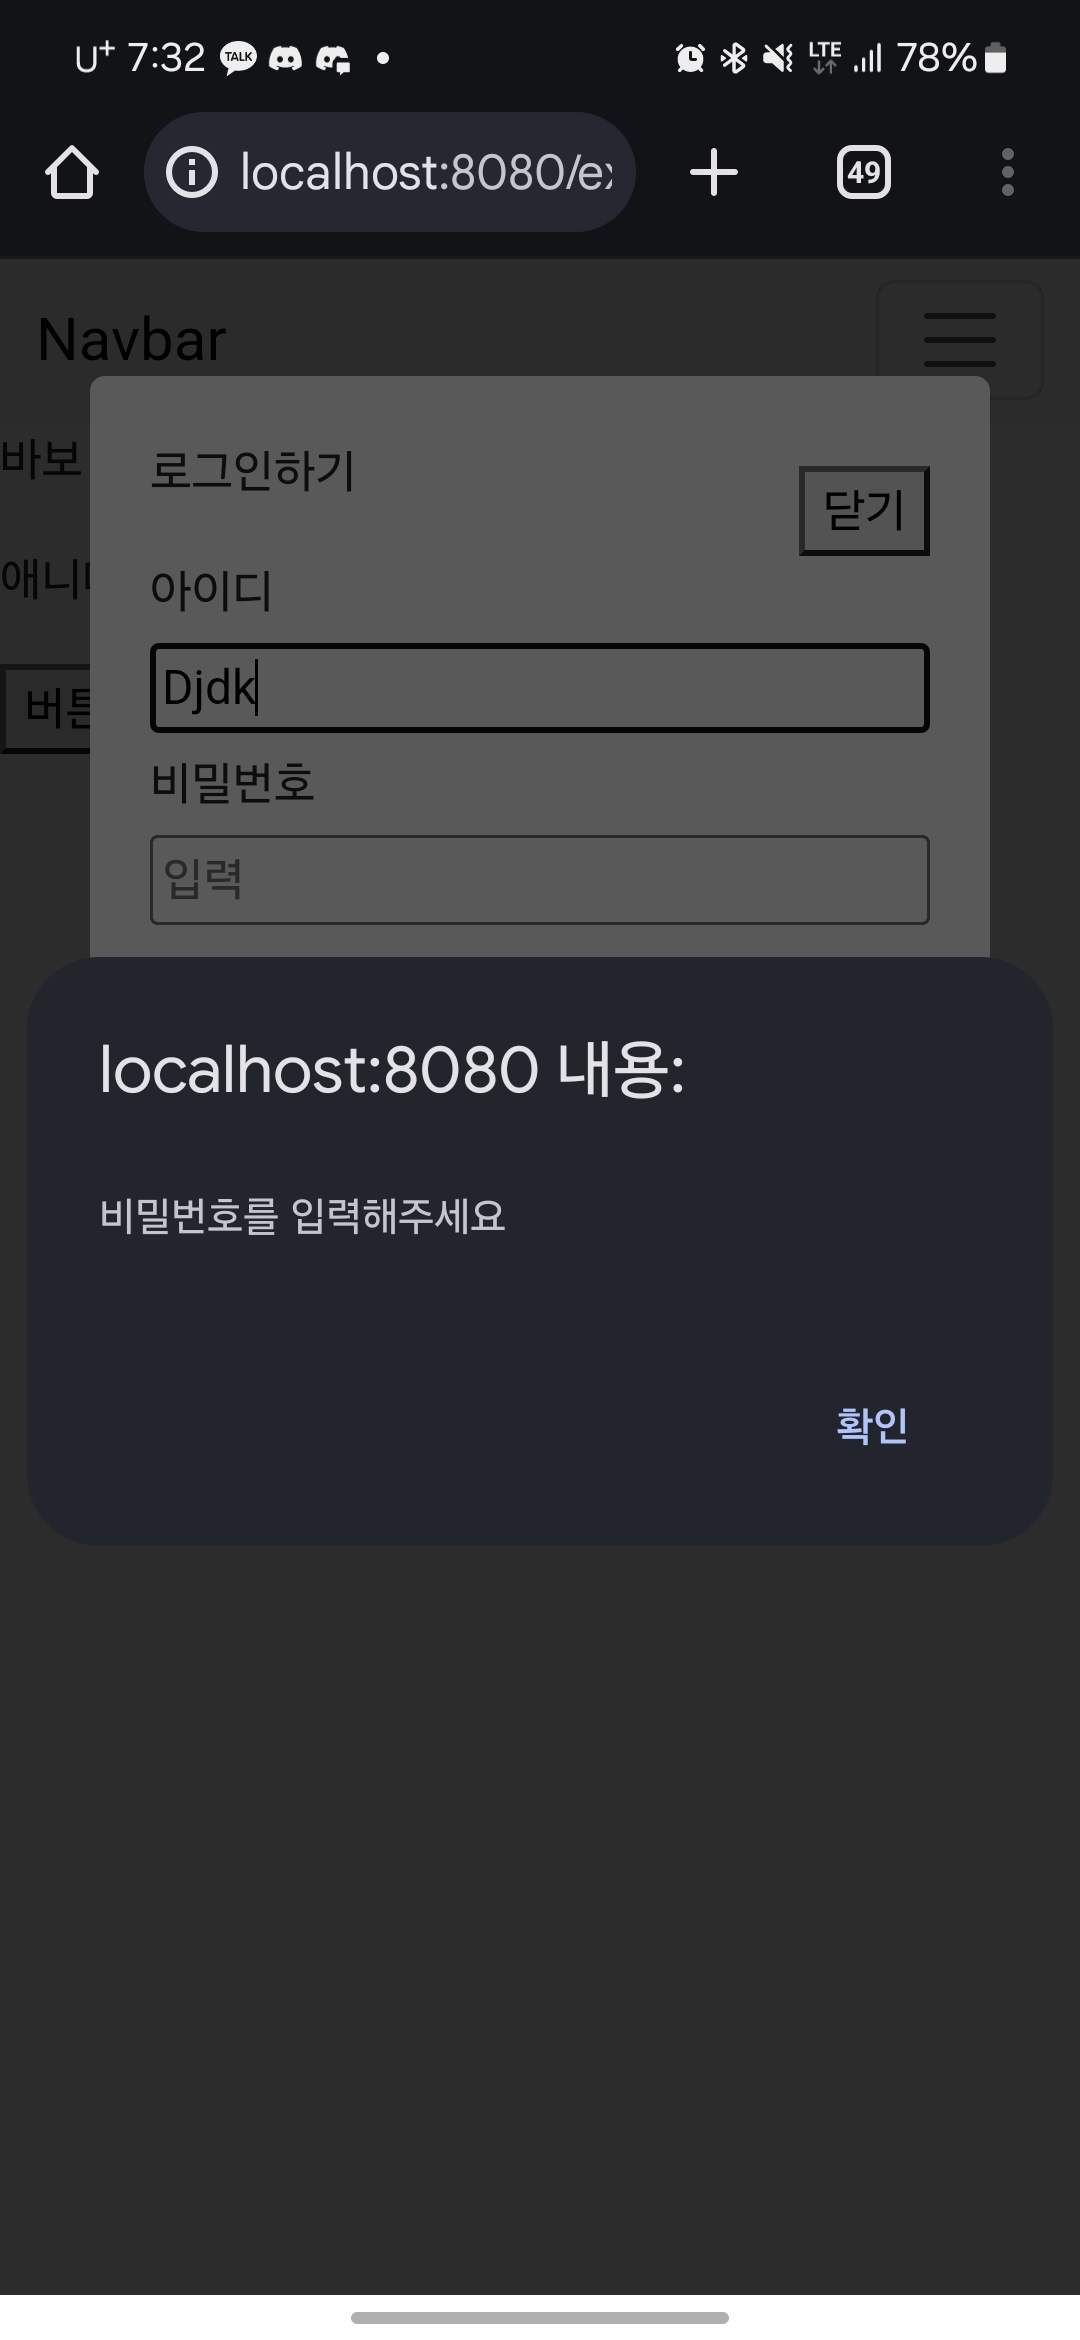 U+ 7:32 TALK LTE 78%
localhost:8080/e
49
Navbar
바보
로그인하기
닫기
애니
아이디
Djdk
버튼
비밀번호
입력
localhost:8080 내용:
비밀번호를 입력해주세요
확인